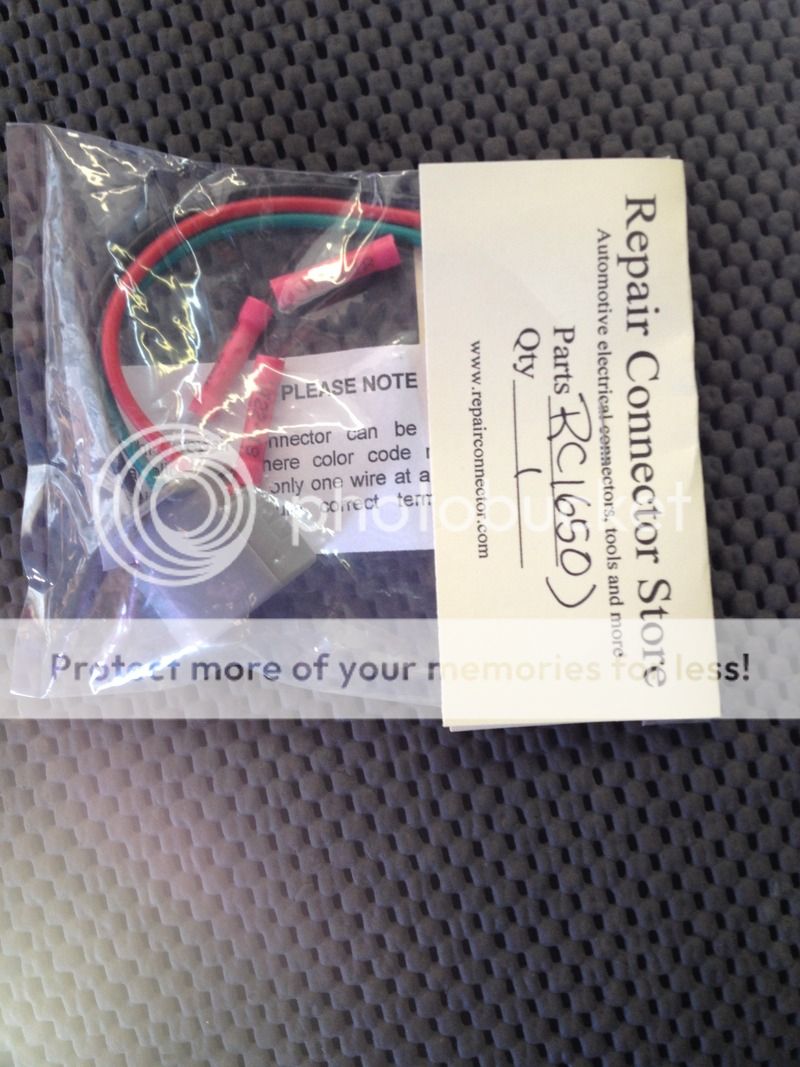 Repair Connector Store
Automotive electrical connectors, tools and more
Parts RC1650)
Qty 1
www.repairconnector.com
PLEASE NOTE
nnector can be
here color code
only one wire at a
correct term
photobucket
Protect more of your memories for less!